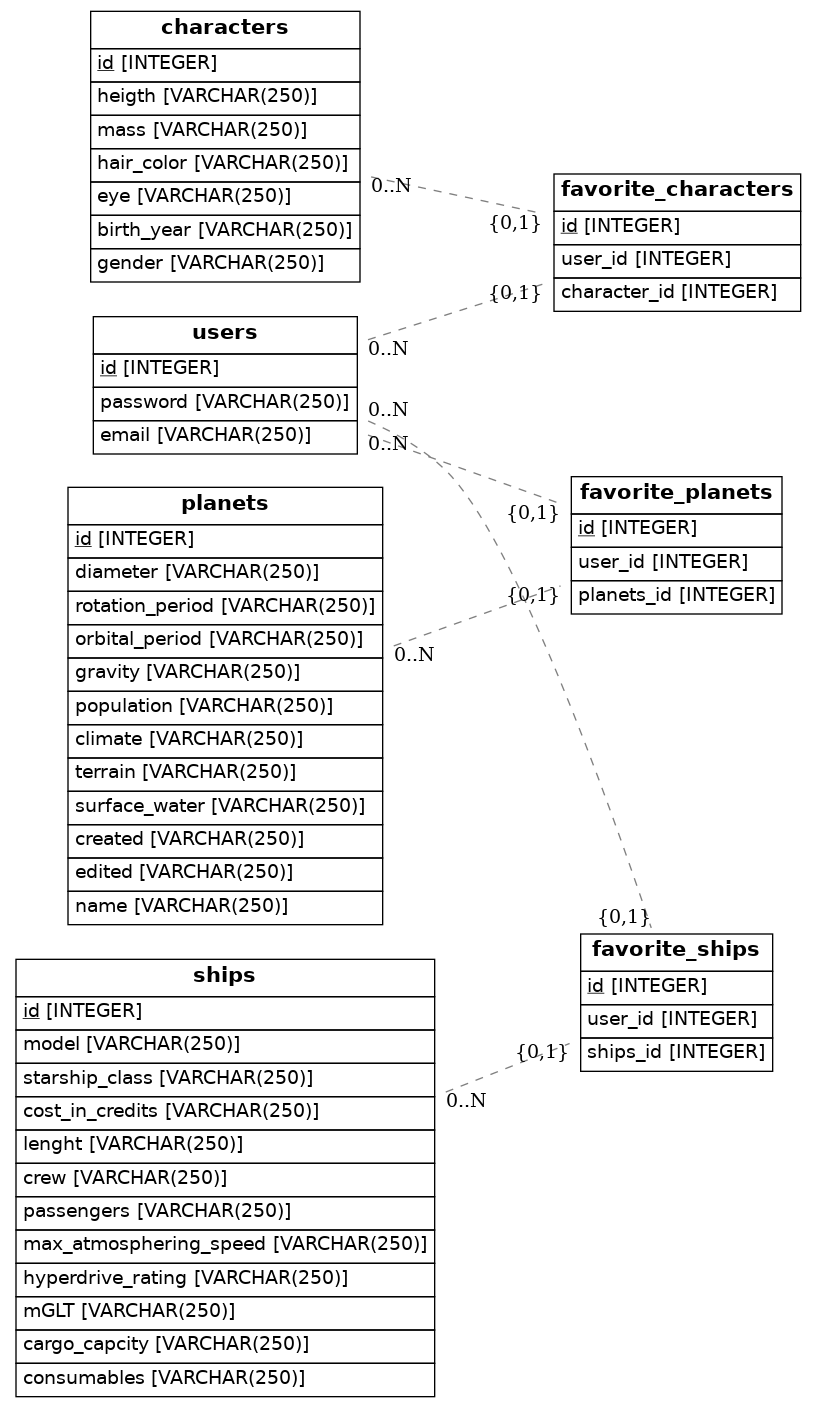 characters
id [INTEGER]
heigth [VARCHAR(250)]
mass [VARCHAR(250)]
hair_color [VARCHAR(250)]
eye [VARCHAR(250)]
birth_year [VARCHAR(250)]
gender [VARCHAR(250)]
0..N
{0,1}
favorite_characters
id [INTEGER]
user_id [INTEGER]
character_id [INTEGER]
{0,1}
0..N
users
id [INTEGER]
password [VARCHAR(250)]
email [VARCHAR(250)]
0..N
0..N
{0,1}
favorite_planets
id [INTEGER]
user_id [INTEGER]
planets_id [INTEGER]
{0,1}
0..N
planets
id [INTEGER]
diameter [VARCHAR(250)]
rotation_period [VARCHAR(250)]
orbital_period [VARCHAR(250)]
gravity [VARCHAR(250)]
population [VARCHAR(250)]
climate [VARCHAR(250)]
terrain [VARCHAR(250)]
surface_water [VARCHAR(250)]
created [VARCHAR(250)]
edited [VARCHAR(250)]
name [VARCHAR(250)]
{0,1}
favorite_ships
id [INTEGER]
user_id [INTEGER]
ships_id [INTEGER]
{0,1}
0..N
ships
id [INTEGER]
model [VARCHAR(250)]
starship_class [VARCHAR(250)]
cost_in_credits [VARCHAR(250)]
lenght [VARCHAR(250)]
crew [VARCHAR(250)]
passengers [VARCHAR(250)]
max_atmosphering_speed [VARCHAR(250)]
hyperdrive_rating [VARCHAR(250)]
mGLT [VARCHAR(250)]
cargo_capcity [VARCHAR(250)]
consumables [VARCHAR(250)]